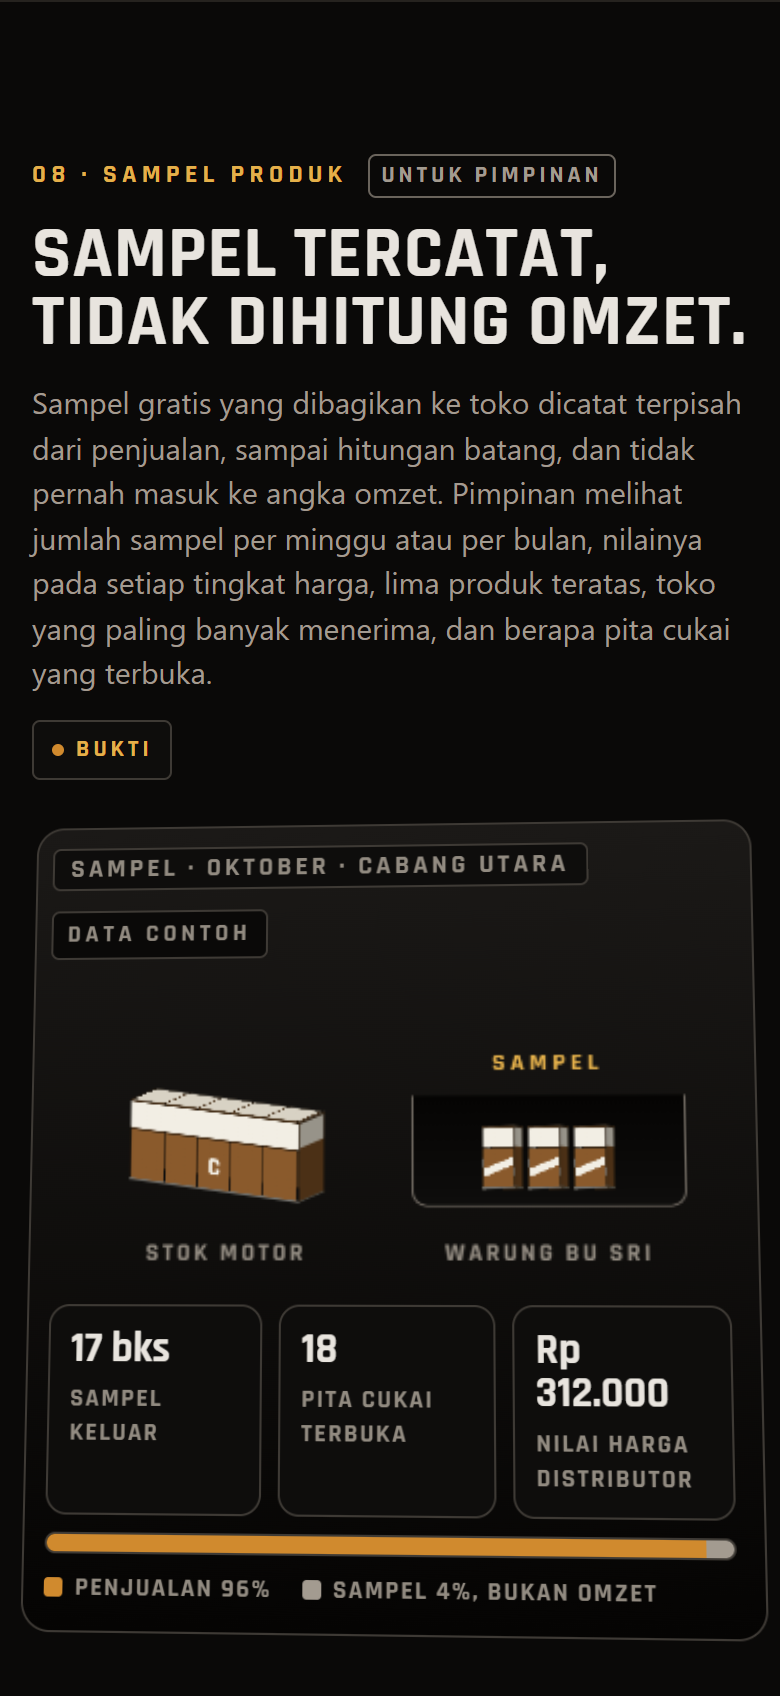 08 · SAMPEL PRODUK
UNTUK PIMPINAN
SAMPEL TERCATAT,
TIDAK DIHITUNG OMZET.
Sampel gratis yang dibagikan ke toko dicatat terpisah
dari penjualan, sampai hitungan batang, dan tidak
pernah masuk ke angka omzet. Pimpinan melihat
jumlah sampel per minggu atau per bulan, nilainya
pada setiap tingkat harga, lima produk teratas, toko
yang paling banyak menerima, dan berapa pita cukai
yang terbuka.
BUKTI
SAMPEL · OKTOBER · CABANG UTARA
DATA CONTOH
SAMPEL
C
STOK MOTOR
WARUNG BU SRI
17 bks
SAMPEL
KELUAR
18
PITA CUKAI
TERBUKA
Rp
312.000
NILAI HARGA
DISTRIBUTOR
PENJUALAN 96%
SAMPEL 4%, BUKAN OMZET